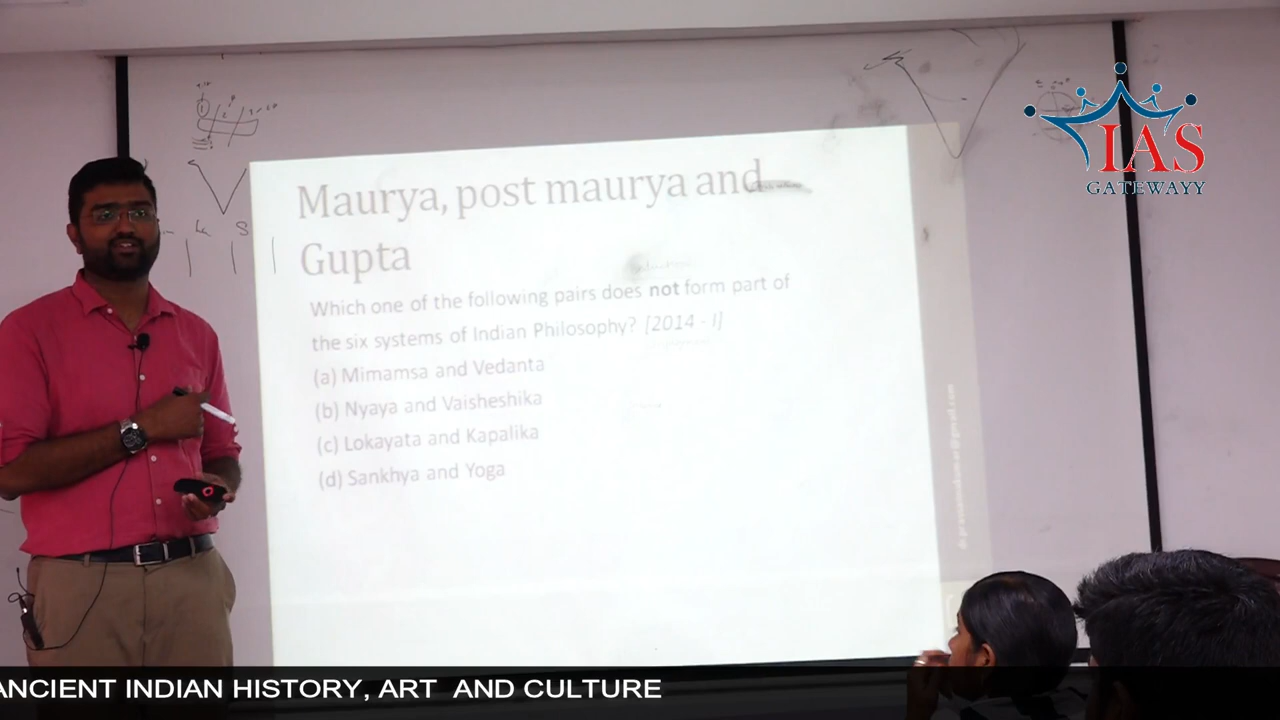 IAS
GATEWAYY
Maurya, post maurya and
Gupta
Which one of the following pairs does not form part of
the six systems of Indian Philosophy? [2014 - I]
(a) Mimamsa and Vedanta
(b) Nyaya and Vaisheshika
(c) Lokayata and Kapalika
(d) Sankhya and Yoga
ANCIENT INDIAN HISTORY, ART AND CULTURE